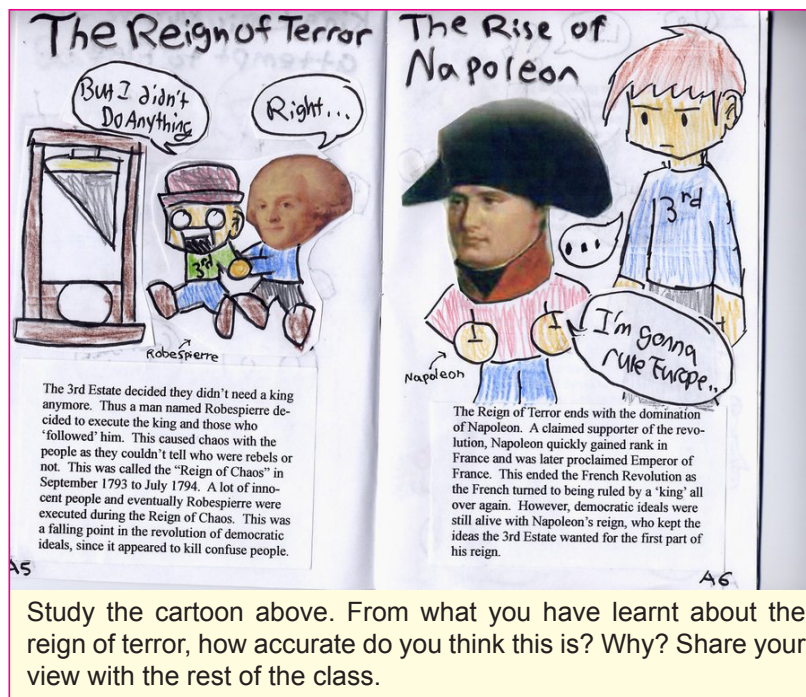 The Reign of Terror
But I didn't
Do Anything
Right...
3rd
Robespierre
The 3rd Estate decided they didn't need a king
anymore. Thus a man named Robespierre de-
cided to execute the king and those who
'followed' him. This caused chaos with the
people as they couldn't tell who were rebels or
not. This was called the "Reign of Chaos" in
September 1793 to July 1794. A lot of inno-
cent people and eventually Robespierre were
executed during the Reign of Chaos. This was
a falling point in the revolution of democratic
ideals, since it appeared to kill confuse people.
A5
The Rise of
Napoleon
3rd
...
I'm gonna
rule Europe..
Napoleon
The Reign of Terror ends with the domination
of Napoleon. A claimed supporter of the revo-
lution, Napoleon quickly gained rank in
France and was later proclaimed Emperor of
France. This ended the French Revolution as
the French turned to being ruled by a 'king' all
over again. However, democratic ideals were
still alive with Napoleon's reign, who kept the
ideas the 3rd Estate wanted for the first part of
his reign.
A6
Study the cartoon above. From what you have learnt about the
reign of terror, how accurate do you think this is? Why? Share your
view with the rest of the class.